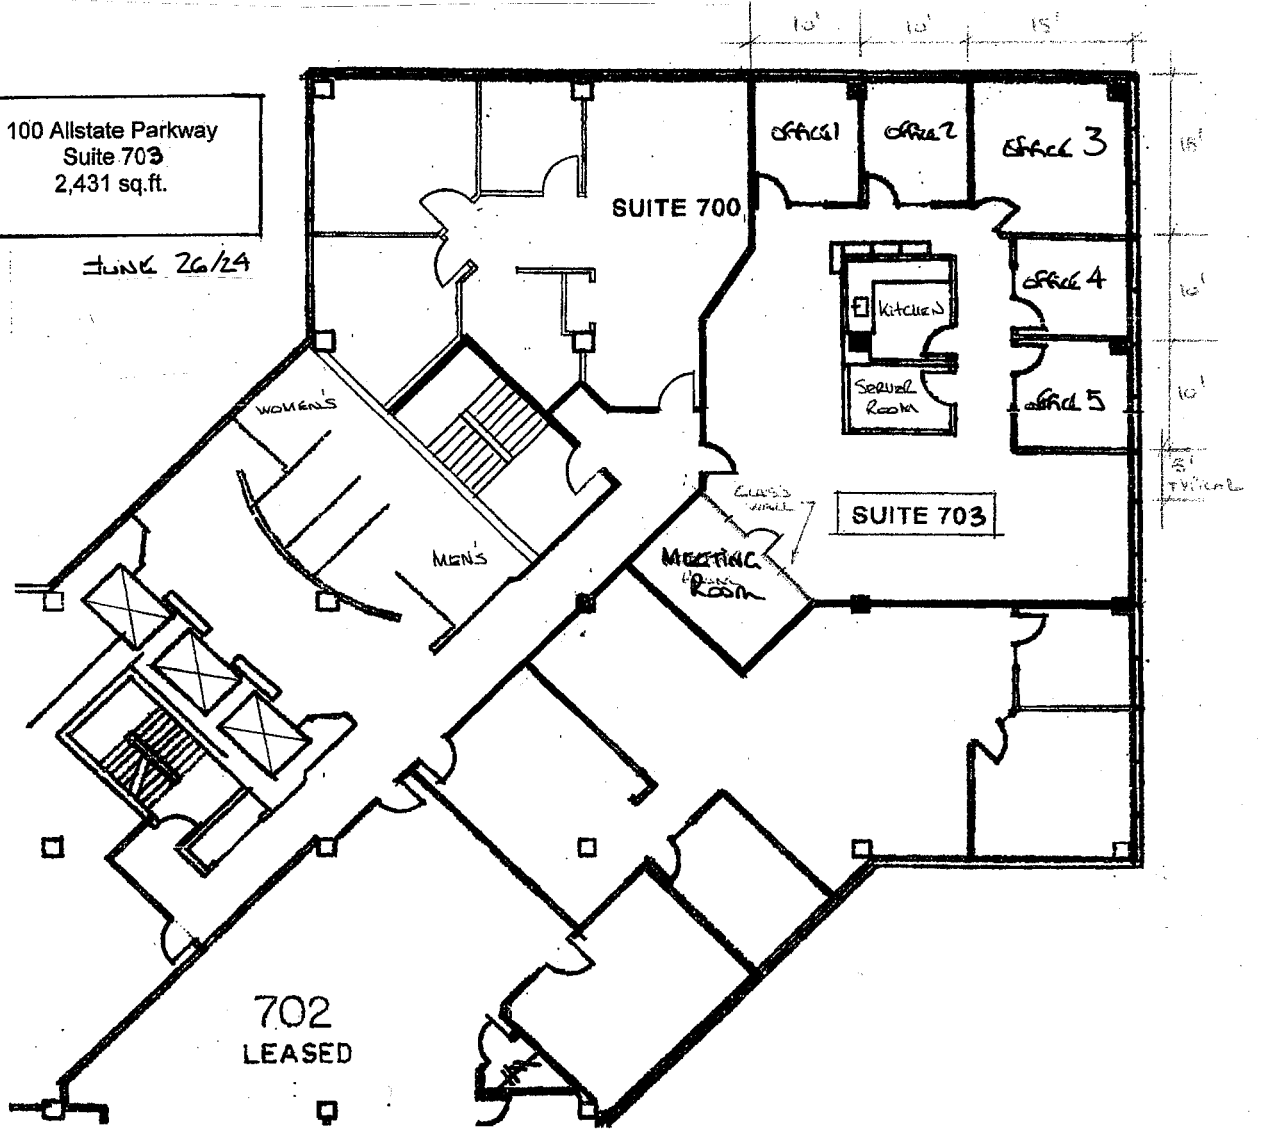 10' 10' 15'
100 Allstate Parkway
Suite 703
2,431 sq.ft.
JUNE 26/24
OFFICE 1
OFFICE 2
OFFICE 3
15'
SUITE 700
OFFICE 4
10'
KITCHEN
SERVER
ROOM
OFFICE 5
10'
WOMEN'S
5'
TYPICAL
GLASS
WALL
SUITE 703
MEN'S
MEETING
ROOM
702
LEASED